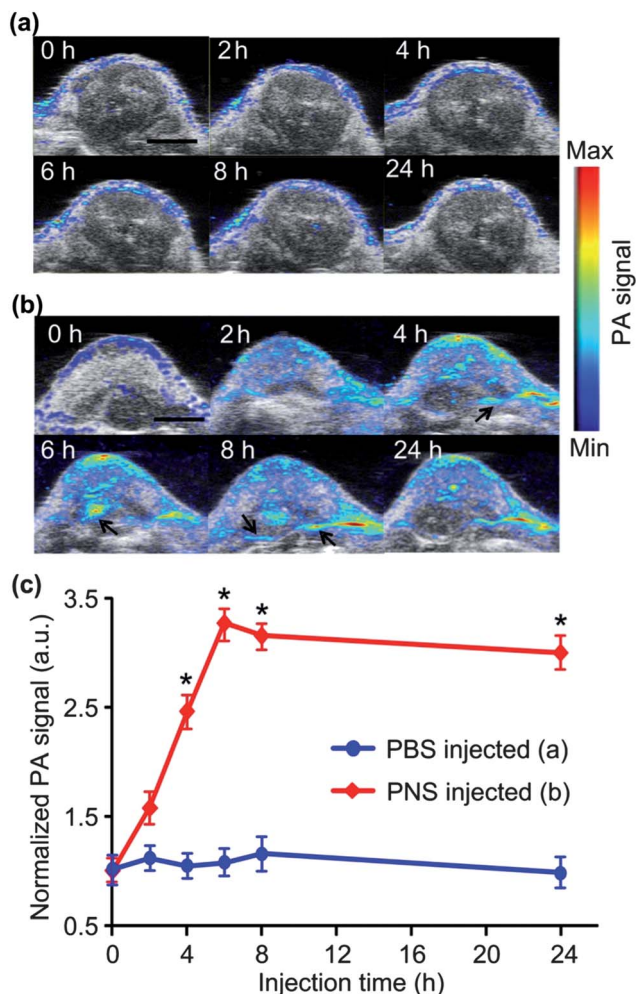 (a)
0 h 2 h 4 h
6 h 8 h 24 h
Max
PA signal
Min
(b)
0 h 2 h 4 h
6 h 8 h 24 h
(c)
Normalized PA signal (a.u.)
3.5
2.5
1.5
0.5
* * * *
PBS injected (a)
PNS injected (b)
0 4 8 12 16 20 24
Injection time (h)